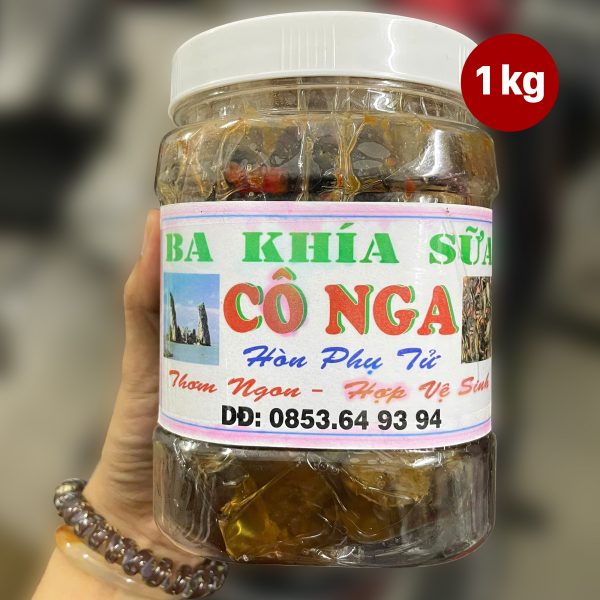 1 kg
BA KHÍA SỮA
CÔ NGA
Hòn Phụ Tử
Thơm Ngon - Hợp Vệ Sinh
DĐ: 0853.64 93 94